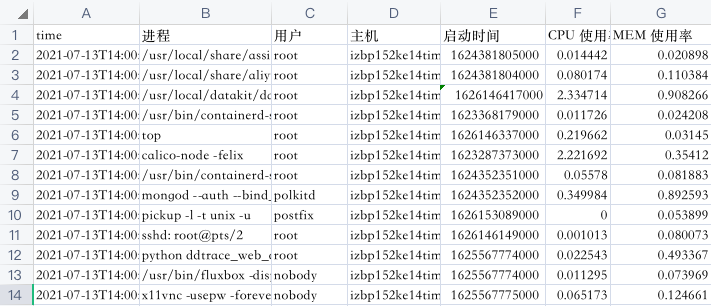 A B C D E F G
1 time 进程 用户 主机 启动时间 CPU 使用 MEM 使用率
2 2021-07-13T14:00: /usr/local/share/assi root izbp152ke14tim 1624381805000 0.014442 0.020898
3 2021-07-13T14:00: /usr/local/share/aliy root izbp152ke14tim 1624381804000 0.080174 0.110384
4 2021-07-13T14:00: /usr/local/datakit/da root izbp152ke14tim 1626146417000 2.334714 0.908266
5 2021-07-13T14:00: /usr/bin/containerd-s root izbp152ke14tim 1623368179000 0.011726 0.024208
6 2021-07-13T14:00: top root izbp152ke14tim 1626146337000 0.219662 0.03145
7 2021-07-13T14:00: calico-node -felix root izbp152ke14tim 1623287373000 2.221692 0.35412
8 2021-07-13T14:00: /usr/bin/containerd-s root izbp152ke14tim 1624352351000 0.05578 0.081883
9 2021-07-13T14:00: mongod --auth --bind_ polkitd izbp152ke14tim 1624352352000 0.349984 0.892593
10 2021-07-13T14:00: pickup -l -t unix -u postfix izbp152ke14tim 1626153089000 0 0.053899
11 2021-07-13T14:00: sshd: root@pts/2 root izbp152ke14tim 1626146149000 0.001013 0.080073
12 2021-07-13T14:00: python ddtrace_web_ root izbp152ke14tim 1625567774000 0.022543 0.493367
13 2021-07-13T14:00: /usr/bin/fluxbox -dis nobody izbp152ke14tim 1625567774000 0.011295 0.073969
14 2021-07-13T14:00: x11vnc -usepw -foreve nobody izbp152ke14tim 1625567775000 0.065173 0.124661